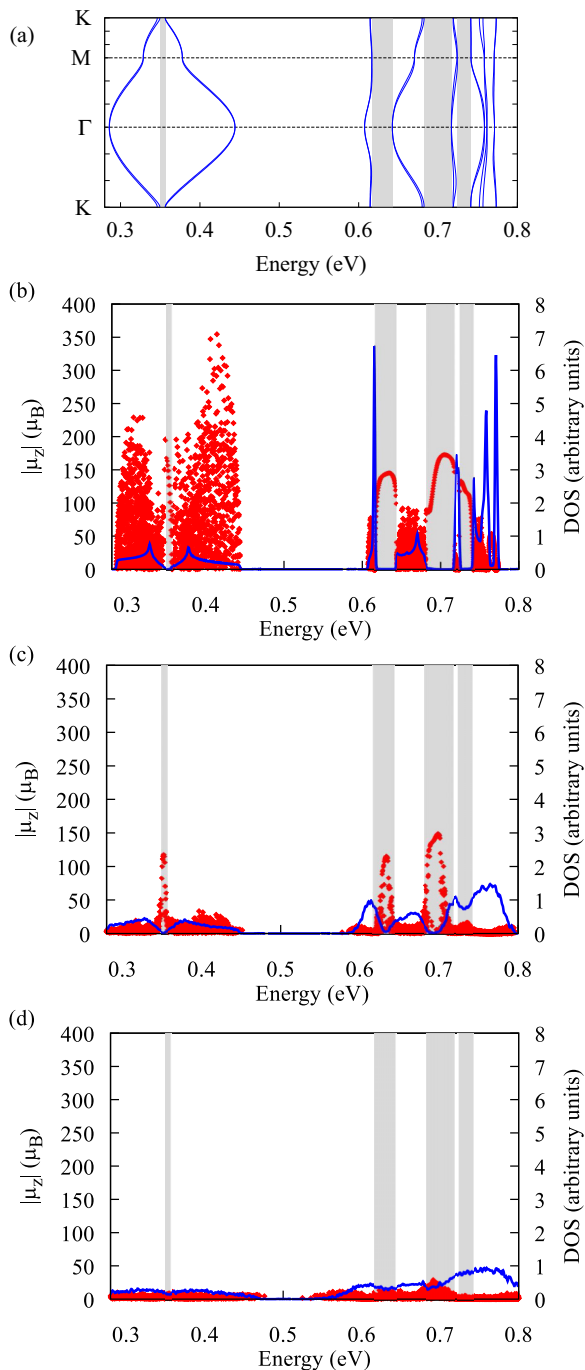 (a)
K
M
Γ
K
0.3 0.4 0.5 0.6 0.7 0.8
Energy (eV)
(b)
400
350
300
250
200
150
100
50
0
|μz| (μB)
8
7
6
5
4
3
2
1
0
DOS (arbitrary units)
0.3 0.4 0.5 0.6 0.7 0.8
Energy (eV)
(c)
400
350
300
250
200
150
100
50
0
|μz| (μB)
8
7
6
5
4
3
2
1
0
DOS (arbitrary units)
0.3 0.4 0.5 0.6 0.7 0.8
Energy (eV)
(d)
400
350
300
250
200
150
100
50
0
|μz| (μB)
8
7
6
5
4
3
2
1
0
DOS (arbitrary units)
0.3 0.4 0.5 0.6 0.7 0.8
Energy (eV)